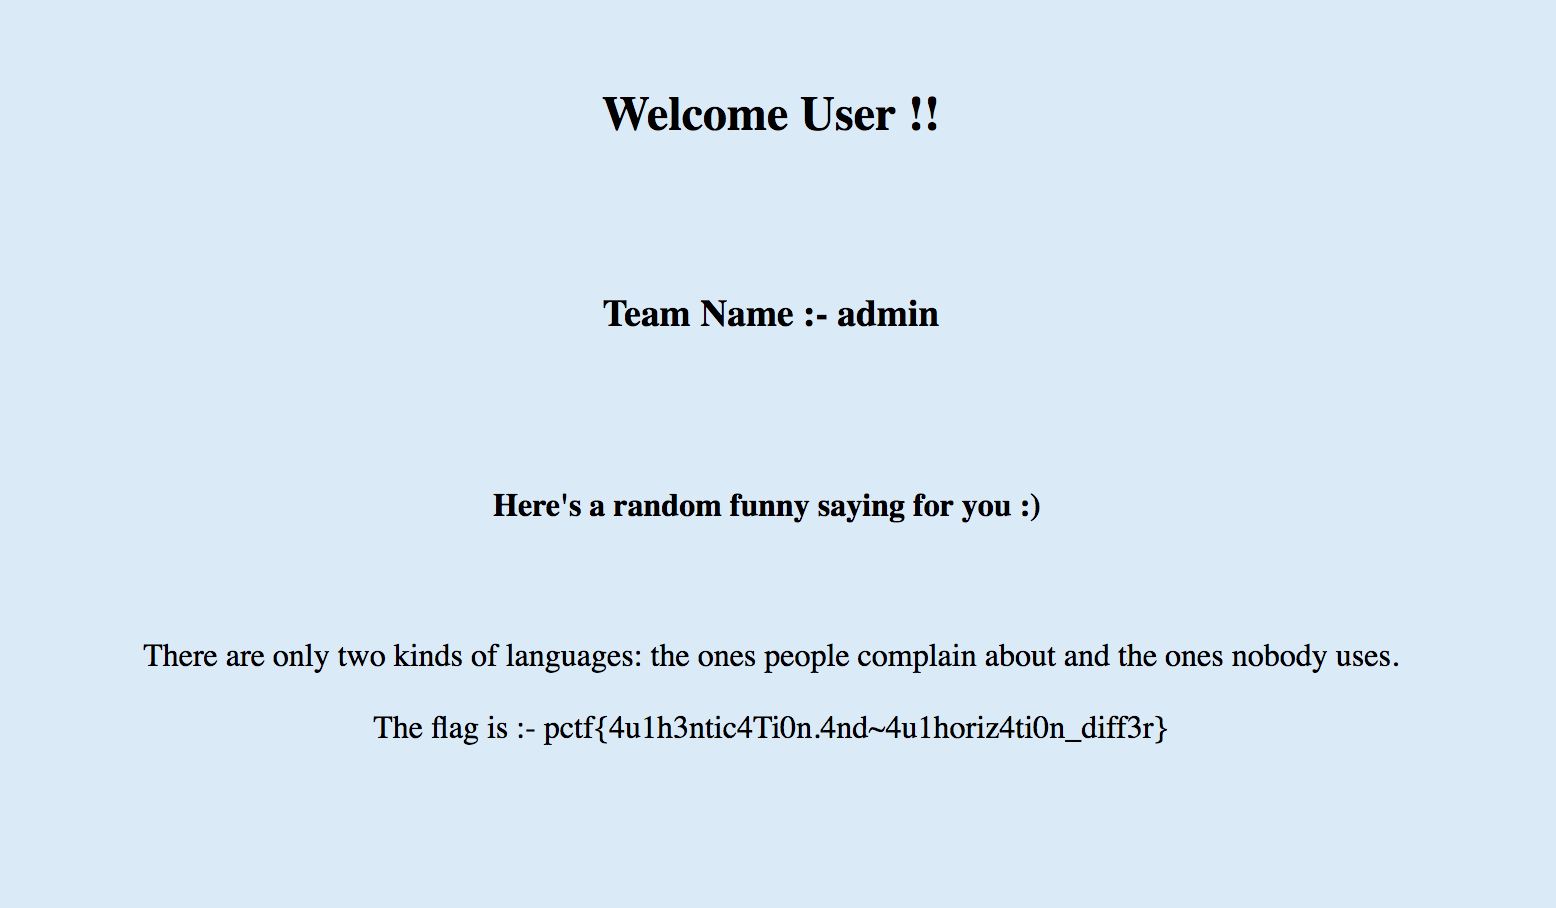 Welcome User !!
Team Name :- admin
Here's a random funny saying for you :)
There are only two kinds of languages: the ones people complain about and the ones nobody uses.
The flag is :- pctf{4u1h3ntic4Ti0n.4nd~4u1horiz4ti0n_diff3r}